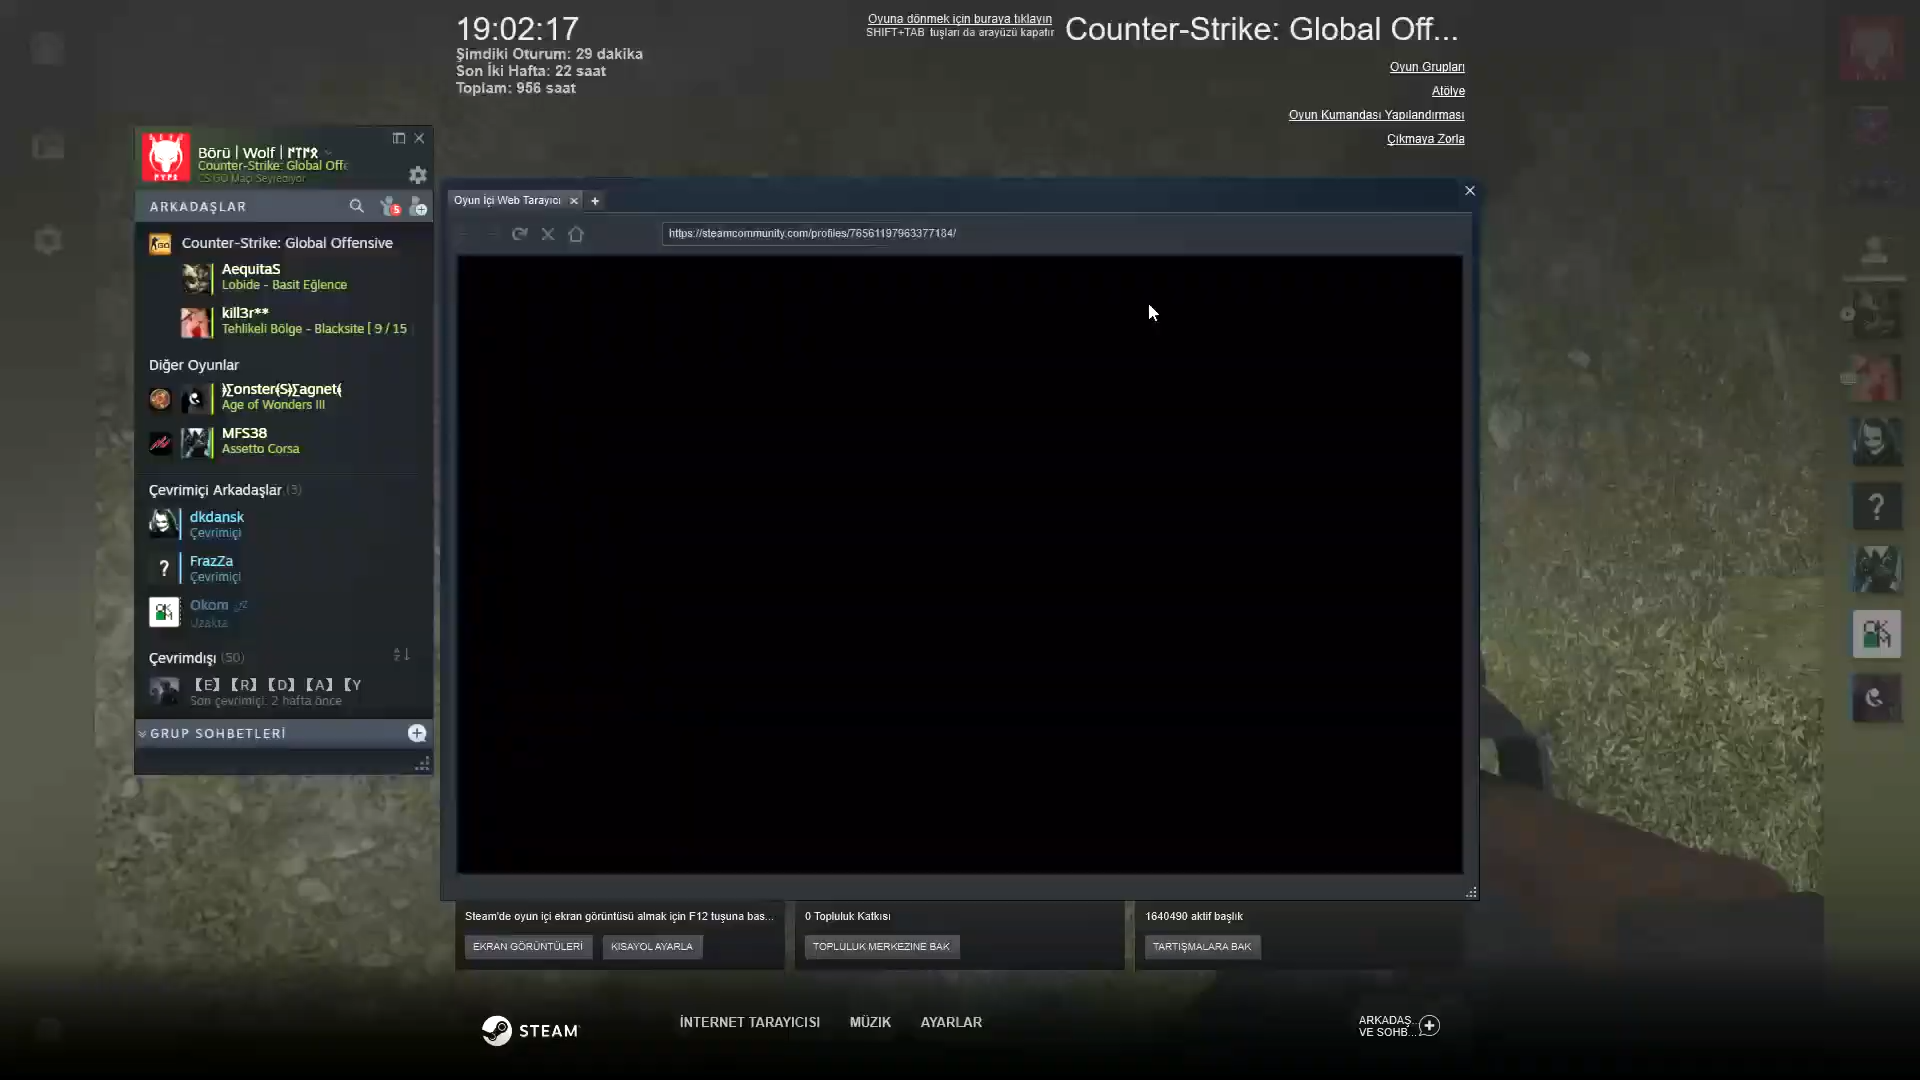 19:02:17
Şimdiki Oturum: 29 dakika
Son İki Hafta: 22 saat
Toplam: 956 saat
Oyuna dönmek için buraya tıklayın
SHIFT+TAB tuşları da arayüzü kapatır
Counter-Strike: Global Off...
Oyun Grupları
Atölye
Oyun Kumandası Yapılandırması
Çıkmaya Zorla
Börü | Wolf | ᛖᛏᛖᛟ
Counter-Strike: Global Offe
CS:GO Maçı Seyrediyor
ARKADAŞLAR
5
Counter-Strike: Global Offensive
AequitaS
Lobide - Basit Eğlence
kill3r**
Tehlikeli Bölge - Blacksite [ 9 / 15
Diğer Oyunlar
⦘∑onster⦅S⦆∑agnet⦅
Age of Wonders III
MFS38
Assetto Corsa
Çevrimiçi Arkadaşlar (3)
dkdansk
Çevrimiçi
FrazZa
Çevrimiçi
Okom
Uzakta
Çevrimdışı (50)
【E】【R】【D】【A】【Y
Son çevrimiçi: 2 hafta önce
GRUP SOHBETLERİ
Oyun İçi Web Tarayıcı
https://steamcommunity.com/profiles/76561197963377184/
Steam'de oyun içi ekran görüntüsü almak için F12 tuşuna bas...
EKRAN GÖRÜNTÜLERİ
KISAYOL AYARLA
0 Topluluk Katkısı
TOPLULUK MERKEZİNE BAK
1640490 aktif başlık
TARTIŞMALARA BAK
STEAM
İNTERNET TARAYICISI
MÜZİK
AYARLAR
ARKADAŞ...
VE SOHB...